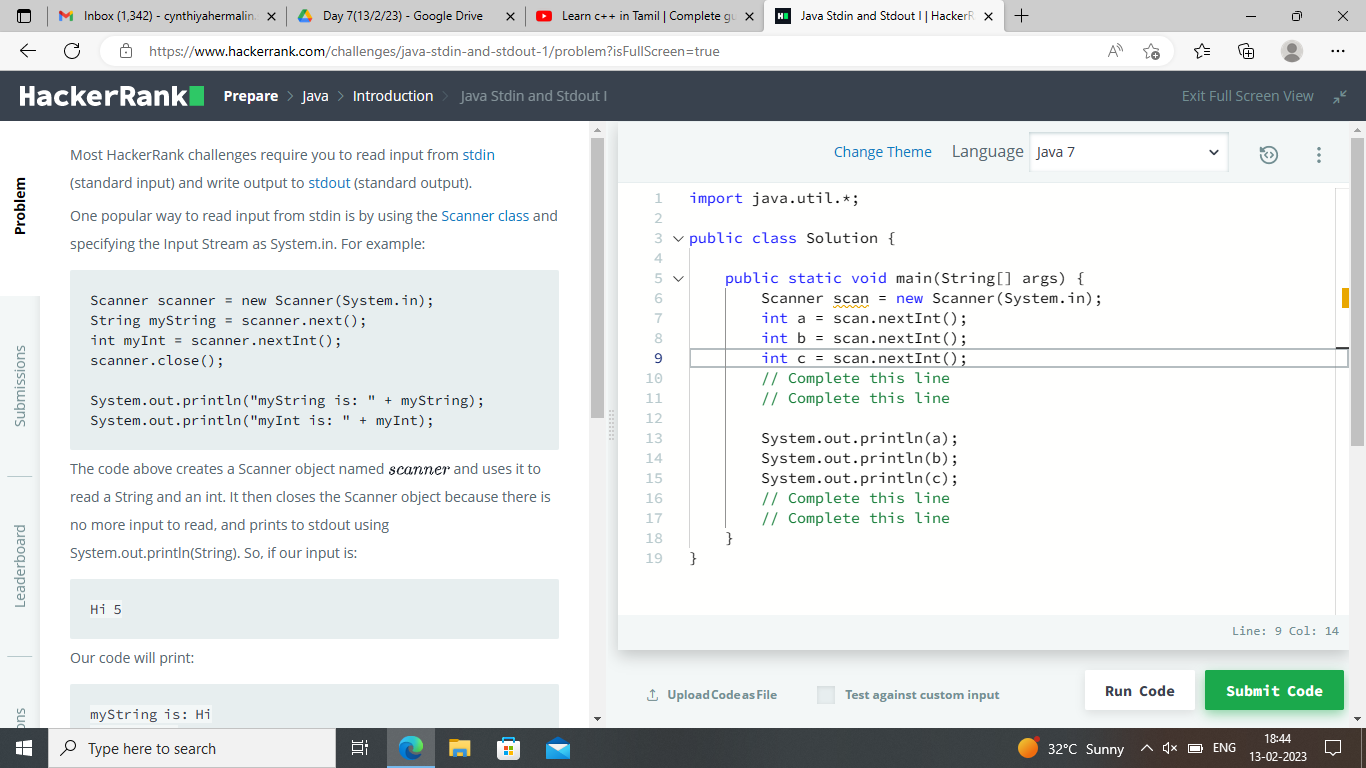 Inbox (1,342) - cynthiyahermalin
Day 7(13/2/23) - Google Drive
Learn c++ in Tamil | Complete gu
Java Stdin and Stdout I | HackerR
https://www.hackerrank.com/challenges/java-stdin-and-stdout-1/problem?isFullScreen=true
HackerRank
Prepare > Java > Introduction > Java Stdin and Stdout I
Exit Full Screen View
Problem
Submissions
Leaderboard
ons
Most HackerRank challenges require you to read input from stdin
(standard input) and write output to stdout (standard output).
One popular way to read input from stdin is by using the Scanner class and
specifying the Input Stream as System.in. For example:
Scanner scanner = new Scanner(System.in);
String myString = scanner.next();
int myInt = scanner.nextInt();
scanner.close();
System.out.println("myString is: " + myString);
System.out.println("myInt is: " + myInt);
The code above creates a Scanner object named scanner and uses it to
read a String and an int. It then closes the Scanner object because there is
no more input to read, and prints to stdout using
System.out.println(String). So, if our input is:
Hi 5
Our code will print:
myString is: Hi
Change Theme Language Java 7
1 import java.util.*;
2
3 public class Solution {
4
5 public static void main(String[] args) {
6 Scanner scan = new Scanner(System.in);
7 int a = scan.nextInt();
8 int b = scan.nextInt();
9 int c = scan.nextInt();
10 // Complete this line
11 // Complete this line
12
13 System.out.println(a);
14 System.out.println(b);
15 System.out.println(c);
16 // Complete this line
17 // Complete this line
18 }
19 }
Line: 9 Col: 14
Upload Code as File
Test against custom input
Run Code
Submit Code
Type here to search
32°C Sunny
ENG
18:44
13-02-2023